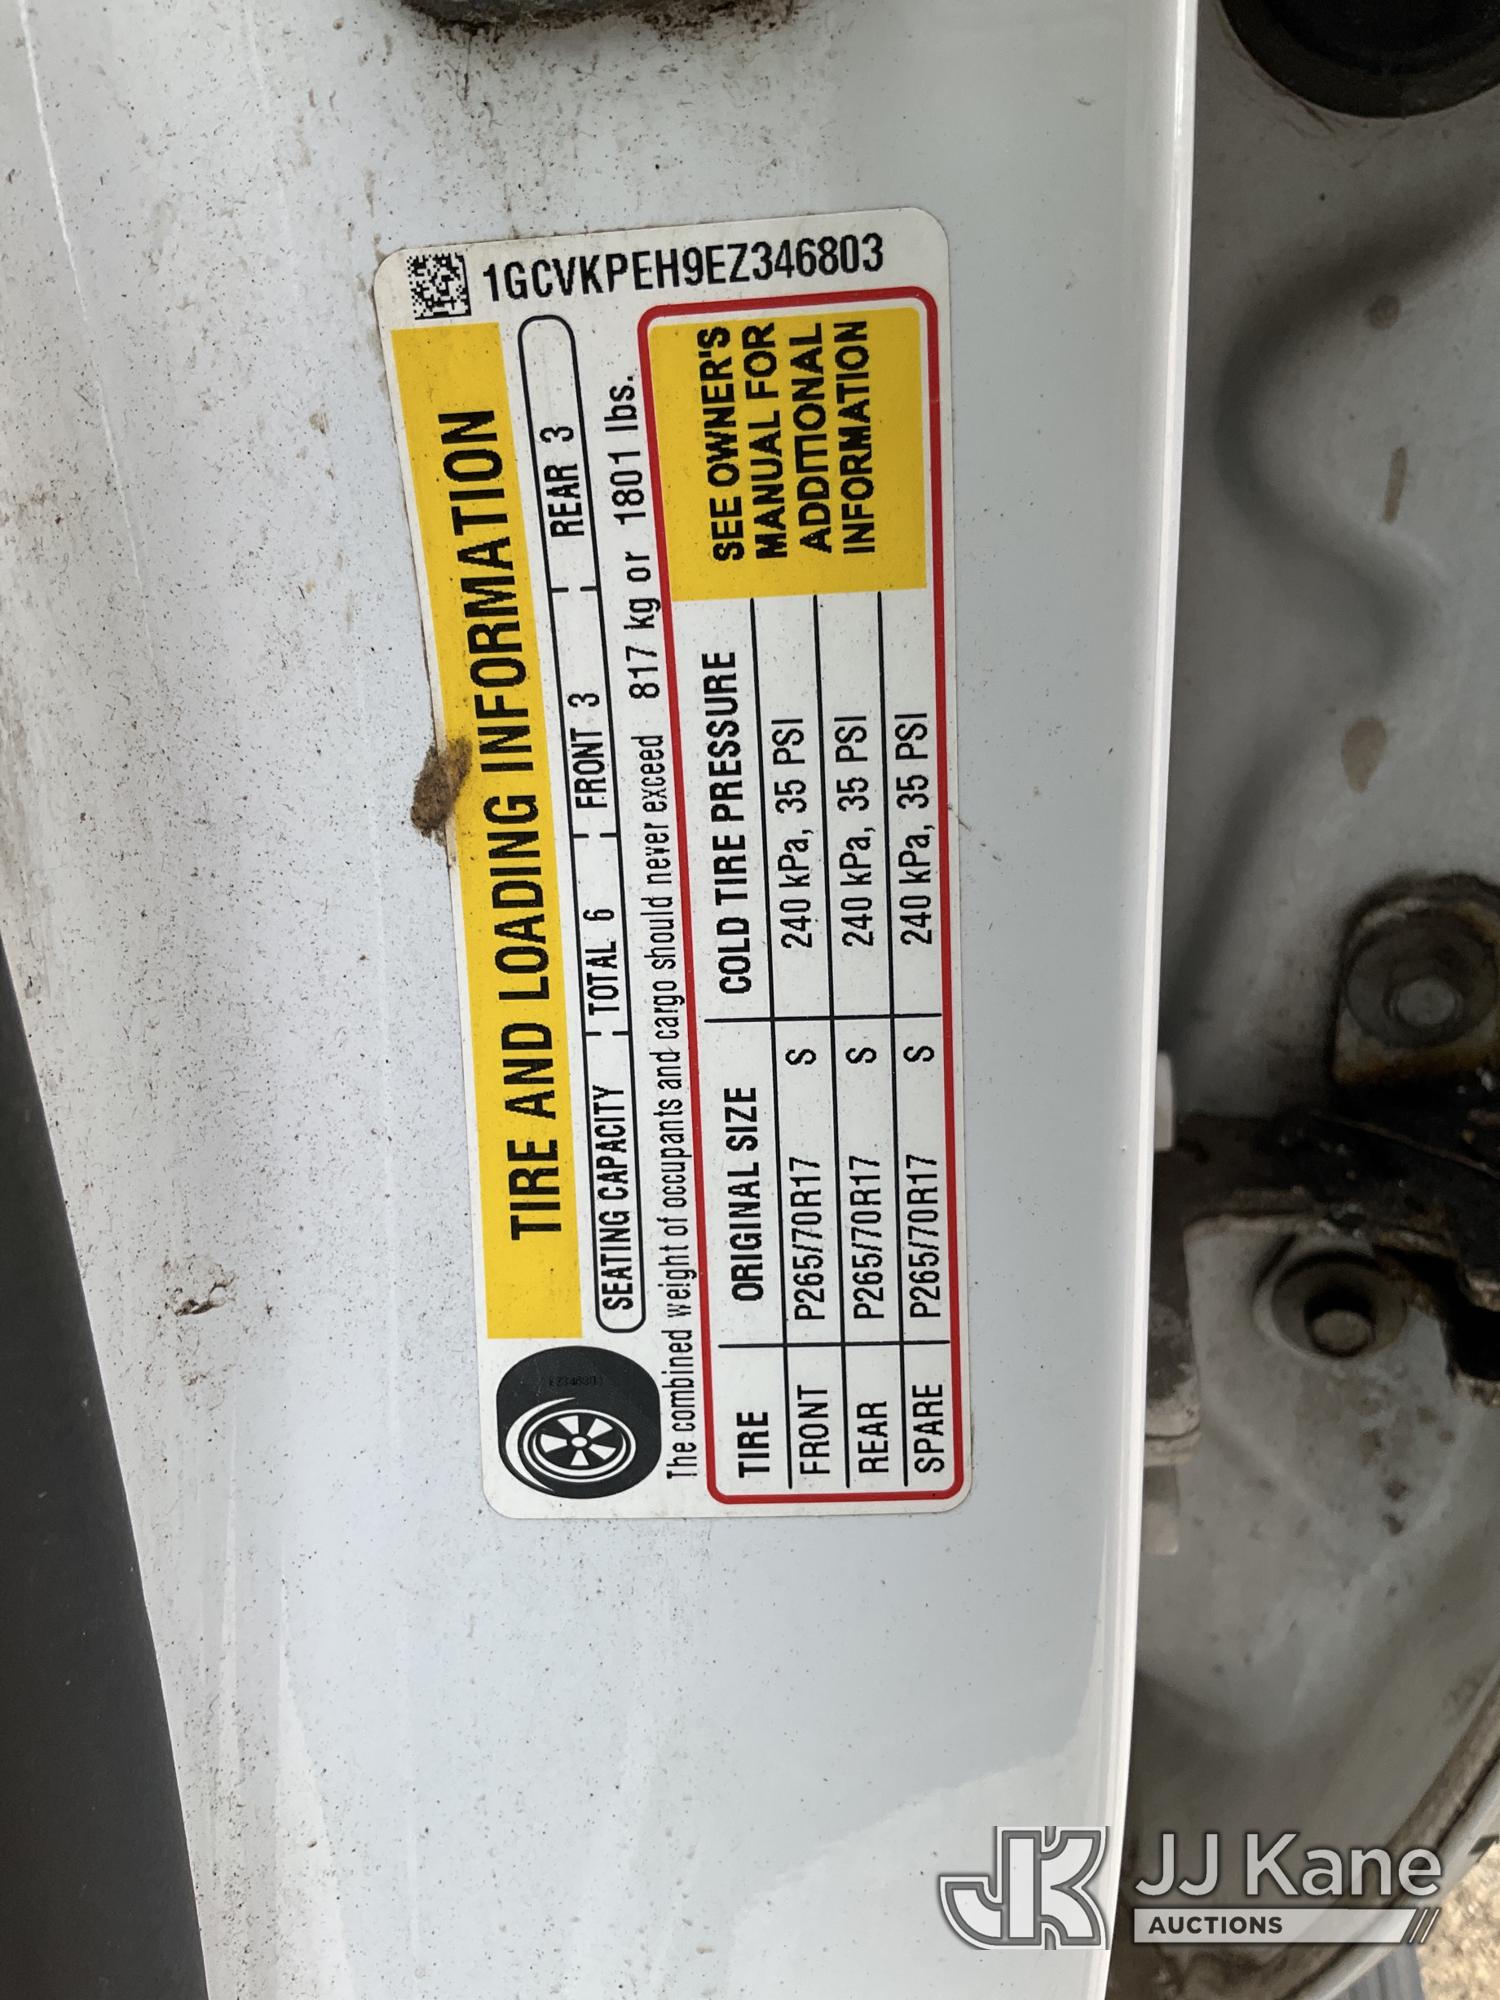 1GCVKPEH9EZ346803
TIRE AND LOADING INFORMATION
SEATING CAPACITY TOTAL 6 FRONT 3 REAR 3
The combined weight of occupants and cargo should never exceed 817 kg or 1801 lbs.
TIRE ORIGINAL SIZE COLD TIRE PRESSURE
FRONT P265/70R17 S 240 kPa, 35 PSI
REAR P265/70R17 S 240 kPa, 35 PSI
SPARE P265/70R17 S 240 kPa, 35 PSI
SEE OWNER'S
MANUAL FOR
ADDITIONAL
INFORMATION
JK JJ Kane
AUCTIONS